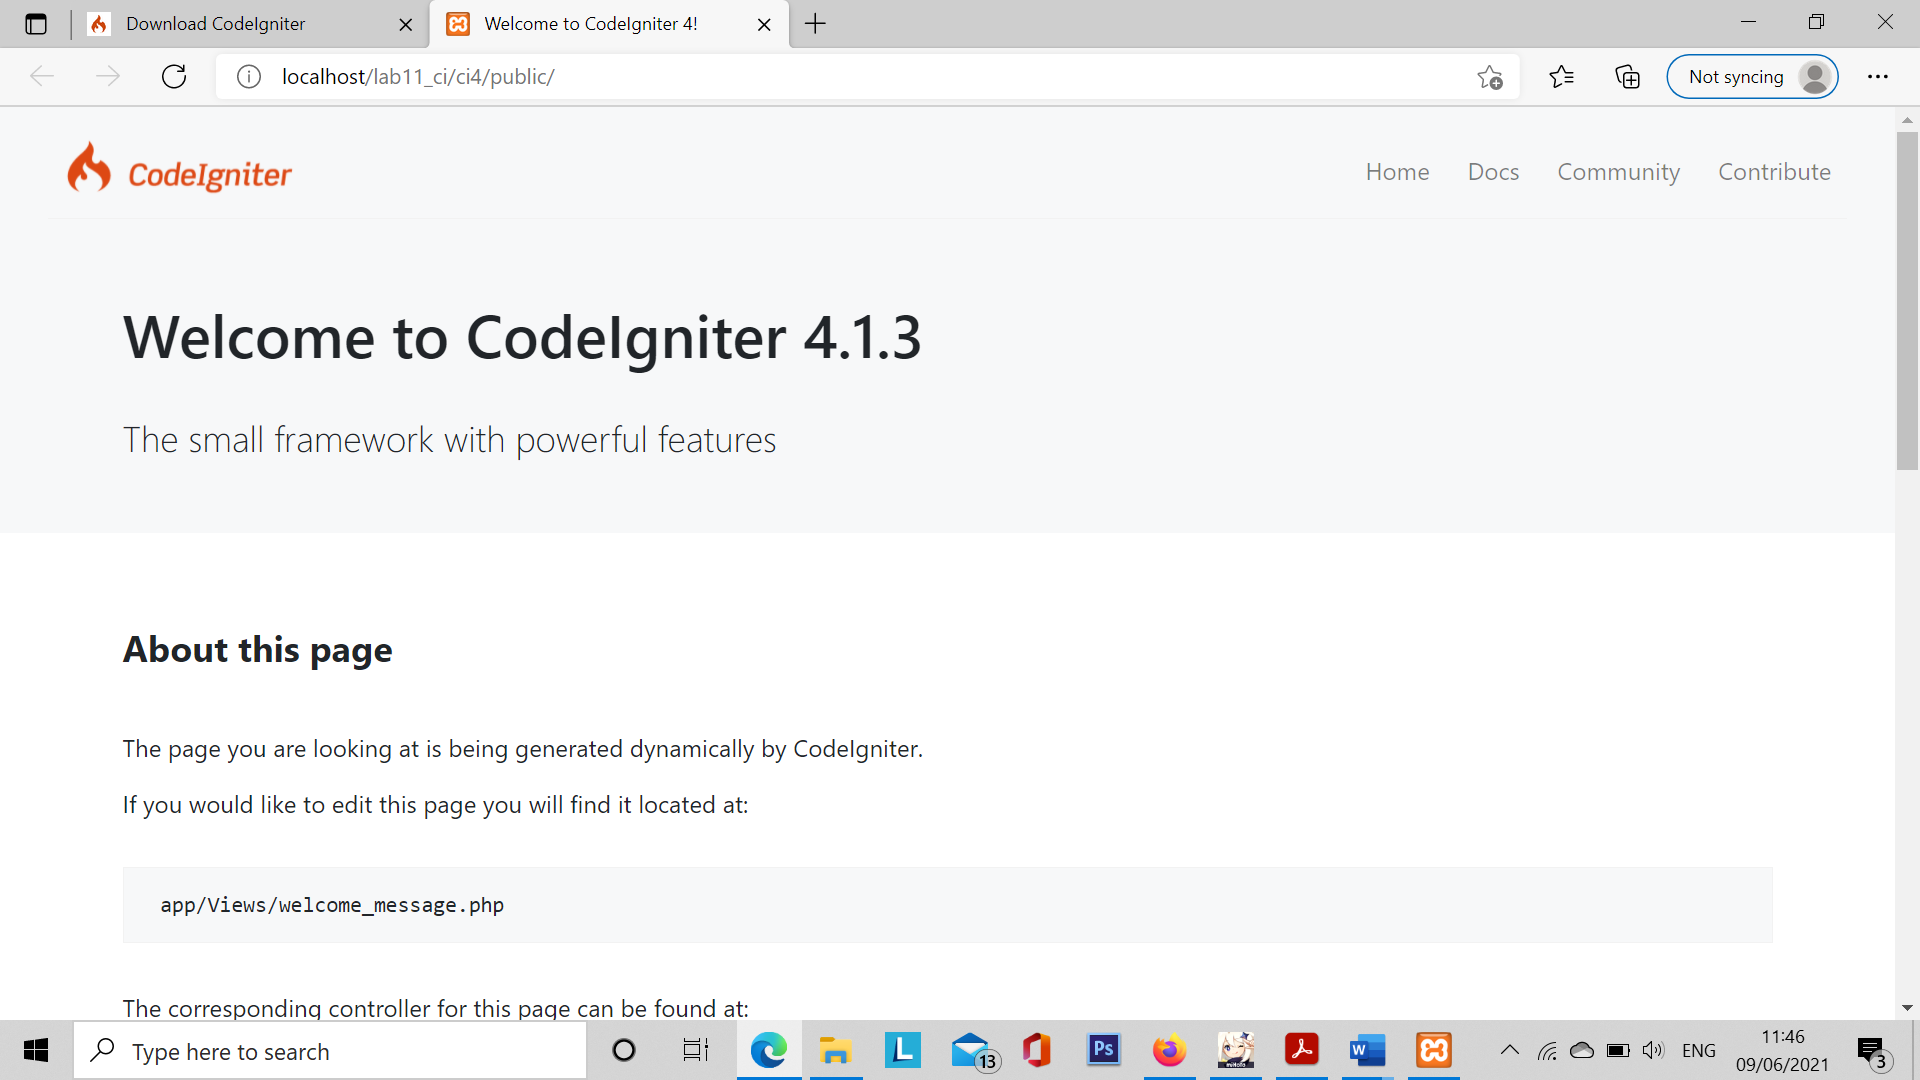 Download CodeIgniter
Welcome to CodeIgniter 4!
localhost/lab11_ci/ci4/public/
Not syncing
CodeIgniter
Home Docs Community Contribute
Welcome to CodeIgniter 4.1.3
The small framework with powerful features
About this page
The page you are looking at is being generated dynamically by CodeIgniter.
If you would like to edit this page you will find it located at:
app/Views/welcome_message.php
The corresponding controller for this page can be found at:
Type here to search
L
13
Ps
miHoYo
W
ENG
11:46
09/06/2021
3